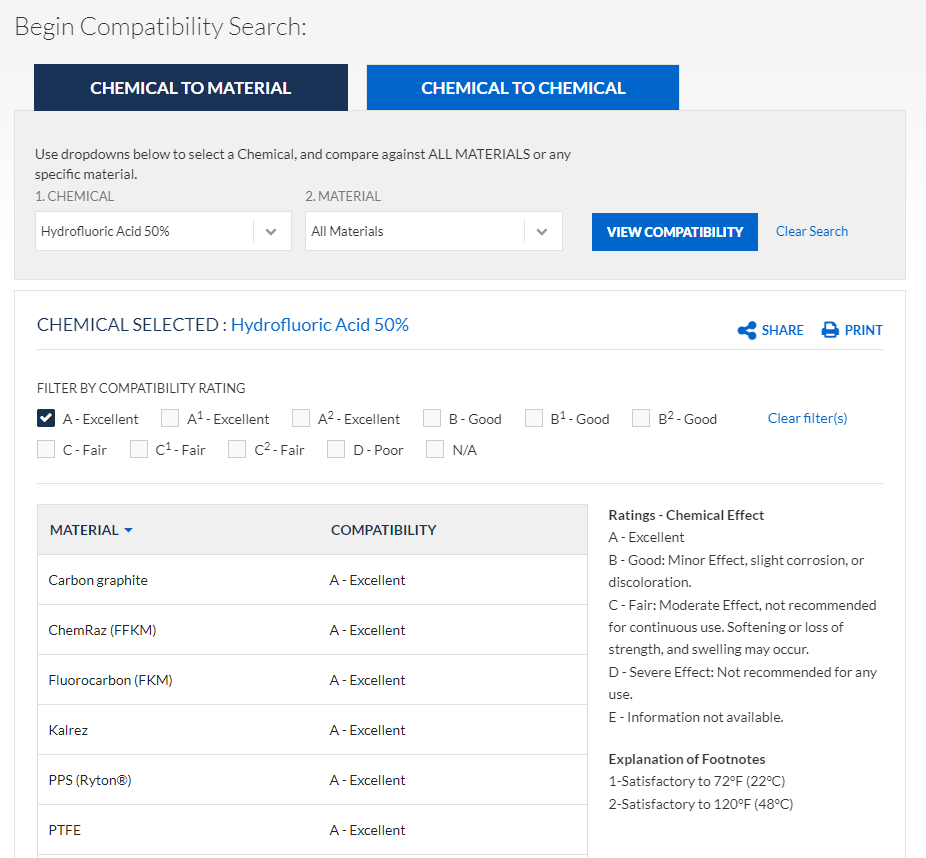 Begin Compatibility Search:
CHEMICAL TO MATERIAL
CHEMICAL TO CHEMICAL
Use dropdowns below to select a Chemical, and compare against ALL MATERIALS or any
specific material.
1. CHEMICAL
2. MATERIAL
Hydrofluoric Acid 50%
All Materials
VIEW COMPATIBILITY
Clear Search
CHEMICAL SELECTED : Hydrofluoric Acid 50%
SHARE
PRINT
FILTER BY COMPATIBILITY RATING
A - Excellent
A¹ - Excellent
A² - Excellent
B - Good
B¹ - Good
B² - Good
Clear filter(s)
C - Fair
C¹ - Fair
C² - Fair
D - Poor
N/A
MATERIAL
COMPATIBILITY
Carbon graphite
A - Excellent
ChemRaz (FFKM)
A - Excellent
Fluorocarbon (FKM)
A - Excellent
Kalrez
A - Excellent
PPS (Ryton®)
A - Excellent
PTFE
A - Excellent
Ratings - Chemical Effect
A - Excellent
B - Good: Minor Effect, slight corrosion, or
discoloration.
C - Fair: Moderate Effect, not recommended
for continuous use. Softening or loss of
strength, and swelling may occur.
D - Severe Effect: Not recommended for any
use.
E - Information not available.
Explanation of Footnotes
1-Satisfactory to 72°F (22°C)
2-Satisfactory to 120°F (48°C)